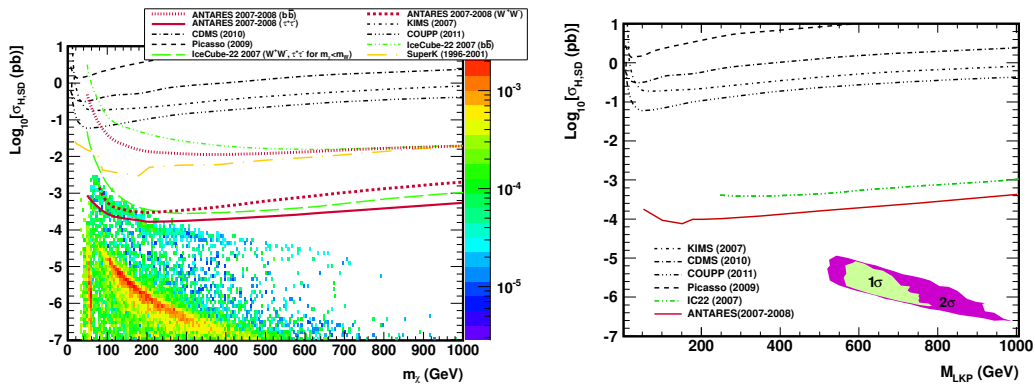 ANTARES 2007-2008 (bb̄) ANTARES 2007-2008 (W⁺W⁻)
ANTARES 2007-2008 (τ⁺τ⁻) KIMS (2007)
CDMS (2010) COUPP (2011)
Picasso (2009) IceCube-22 2007 (bb̄)
IceCube-22 2007 (W⁺W⁻, τ⁺τ⁻ for mχ<mW) SuperK (1996-2001)
Log₁₀[σH,SD (pb)]
1
0
-1
-2
-3
-4
-5
-6
-7
0 100 200 300 400 500 600 700 800 900 1000
mχ (GeV)
10⁻³
10⁻⁴
10⁻⁵
Log₁₀[σH,SD (pb)]
1
0
-1
-2
-3
-4
-5
-6
-7
0 200 400 600 800 1000
M_LKP (GeV)
KIMS (2007)
CDMS (2010)
COUPP (2011)
Picasso (2009)
IC22 (2007)
ANTARES(2007-2008)
1σ
2σ